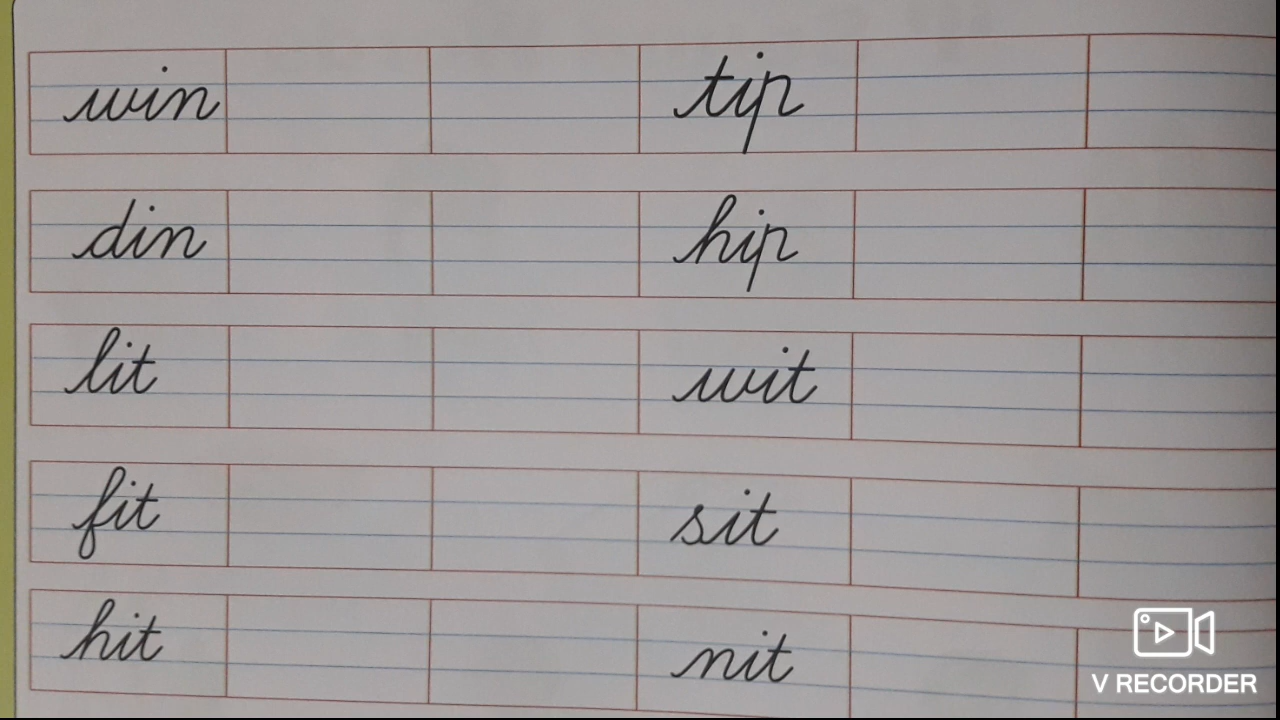 win tip
din hip
lit wit
fit sit
hit nit
V RECORDER